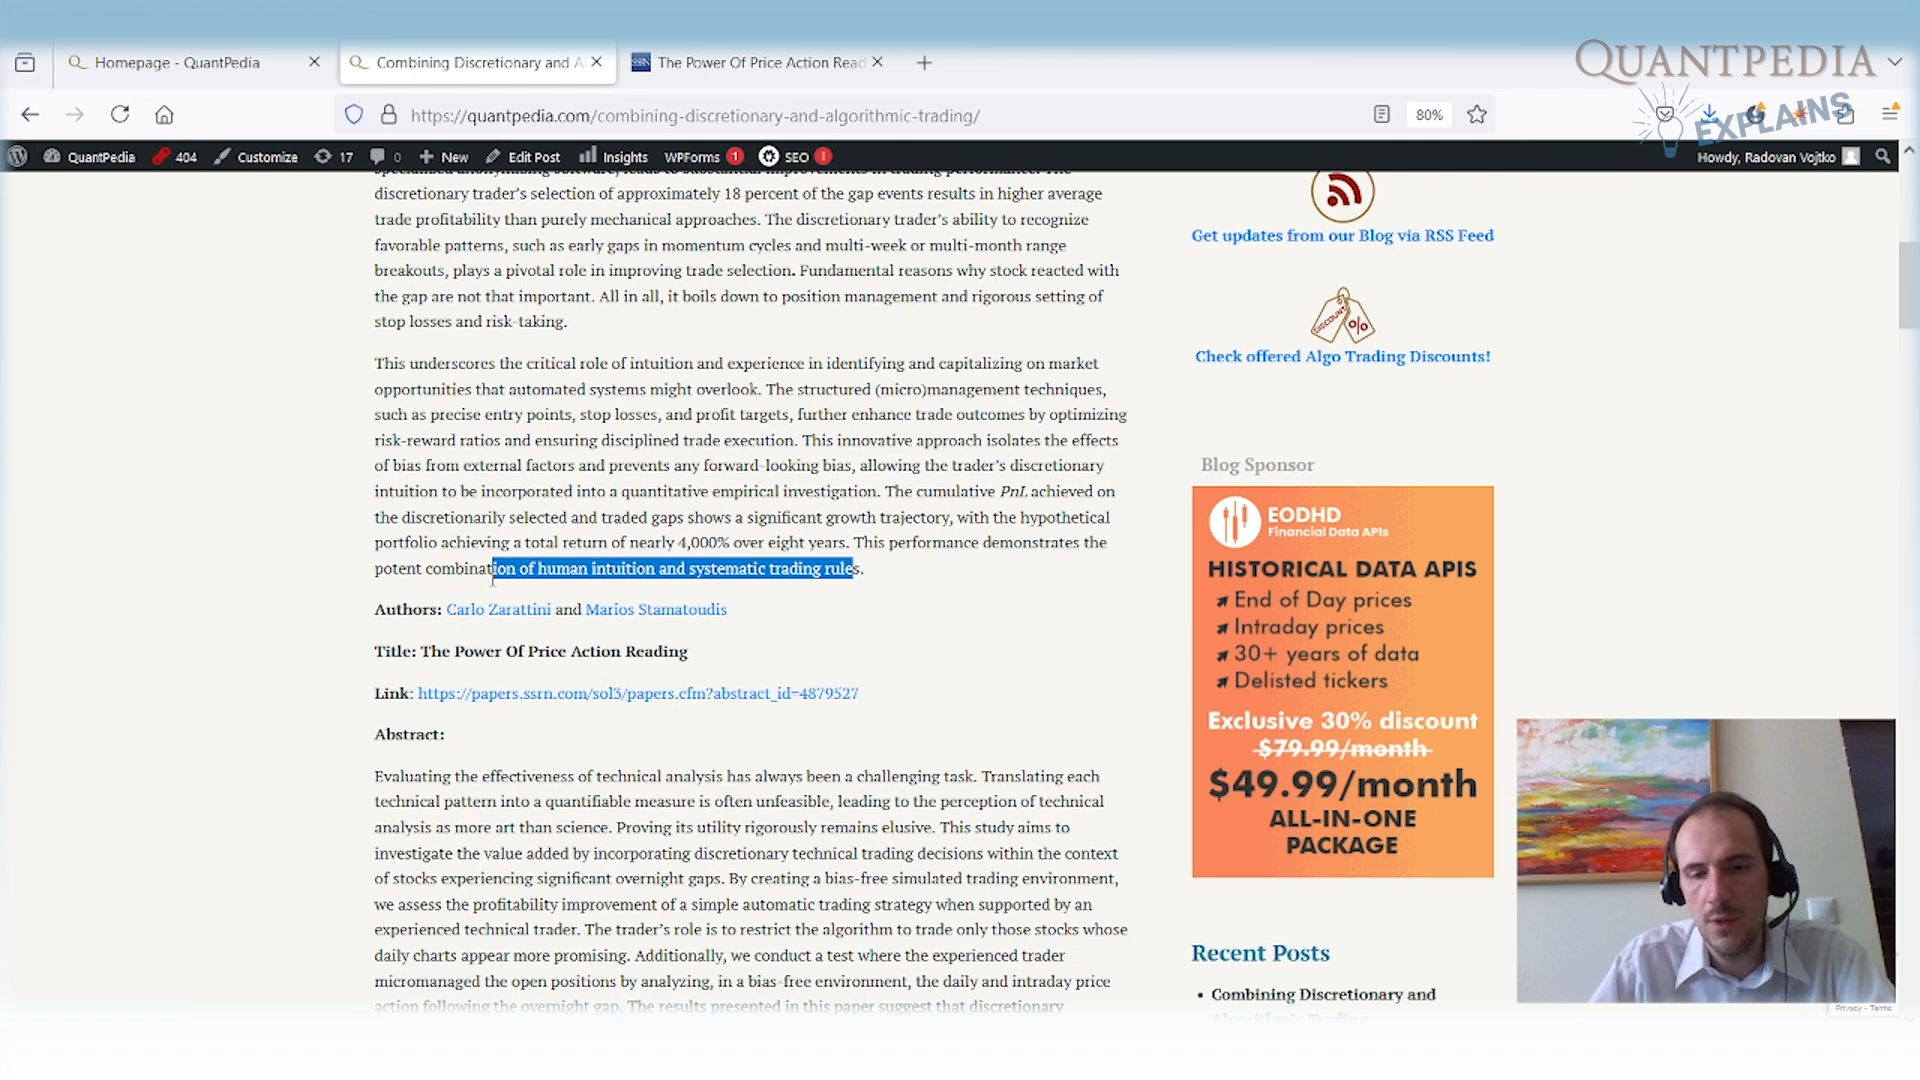 Homepage - QuantPedia
Combining Discretionary and Al
SSRN
The Power Of Price Action Read
QUANTPEDIA
EXPLAINS
https://quantpedia.com/combining-discretionary-and-algorithmic-trading/
80%
QuantPedia
404
Customize
17
0
New
Edit Post
Insights
WPForms 1
SEO !
Howdy, Radovan Vojtko
discretionary trader's selection of approximately 18 percent of the gap events results in higher average
trade profitability than purely mechanical approaches. The discretionary trader's ability to recognize
favorable patterns, such as early gaps in momentum cycles and multi-week or multi-month range
breakouts, plays a pivotal role in improving trade selection. Fundamental reasons why stock reacted with
the gap are not that important. All in all, it boils down to position management and rigorous setting of
stop losses and risk-taking.
This underscores the critical role of intuition and experience in identifying and capitalizing on market
opportunities that automated systems might overlook. The structured (micro)management techniques,
such as precise entry points, stop losses, and profit targets, further enhance trade outcomes by optimizing
risk-reward ratios and ensuring disciplined trade execution. This innovative approach isolates the effects
of bias from external factors and prevents any forward-looking bias, allowing the trader's discretionary
intuition to be incorporated into a quantitative empirical investigation. The cumulative PnL achieved on
the discretionarily selected and traded gaps shows a significant growth trajectory, with the hypothetical
portfolio achieving a total return of nearly 4,000% over eight years. This performance demonstrates the
potent combination of human intuition and systematic trading rules.
Authors: Carlo Zarattini and Marios Stamatoudis
Title: The Power Of Price Action Reading
Link: https://papers.ssrn.com/sol3/papers.cfm?abstract_id=4879527
Abstract:
Evaluating the effectiveness of technical analysis has always been a challenging task. Translating each
technical pattern into a quantifiable measure is often unfeasible, leading to the perception of technical
analysis as more art than science. Proving its utility rigorously remains elusive. This study aims to
investigate the value added by incorporating discretionary technical trading decisions within the context
of stocks experiencing significant overnight gaps. By creating a bias-free simulated trading environment,
we assess the profitability improvement of a simple automatic trading strategy when supported by an
experienced technical trader. The trader's role is to restrict the algorithm to trade only those stocks whose
daily charts appear more promising. Additionally, we conduct a test where the experienced trader
micromanaged the open positions by analyzing, in a bias-free environment, the daily and intraday price
action following the overnight gap. The results presented in this paper suggest that discretionary
Get updates from our Blog via RSS Feed
DISCOUNT %
Check offered Algo Trading Discounts!
Blog Sponsor
EODHD
Financial Data APIs
HISTORICAL DATA APIS
End of Day prices
Intraday prices
30+ years of data
Delisted tickers
Exclusive 30% discount
$79.99/month
$49.99/month
ALL-IN-ONE
PACKAGE
Recent Posts
• Combining Discretionary and
Algorithmic Trading
Privacy - Terms